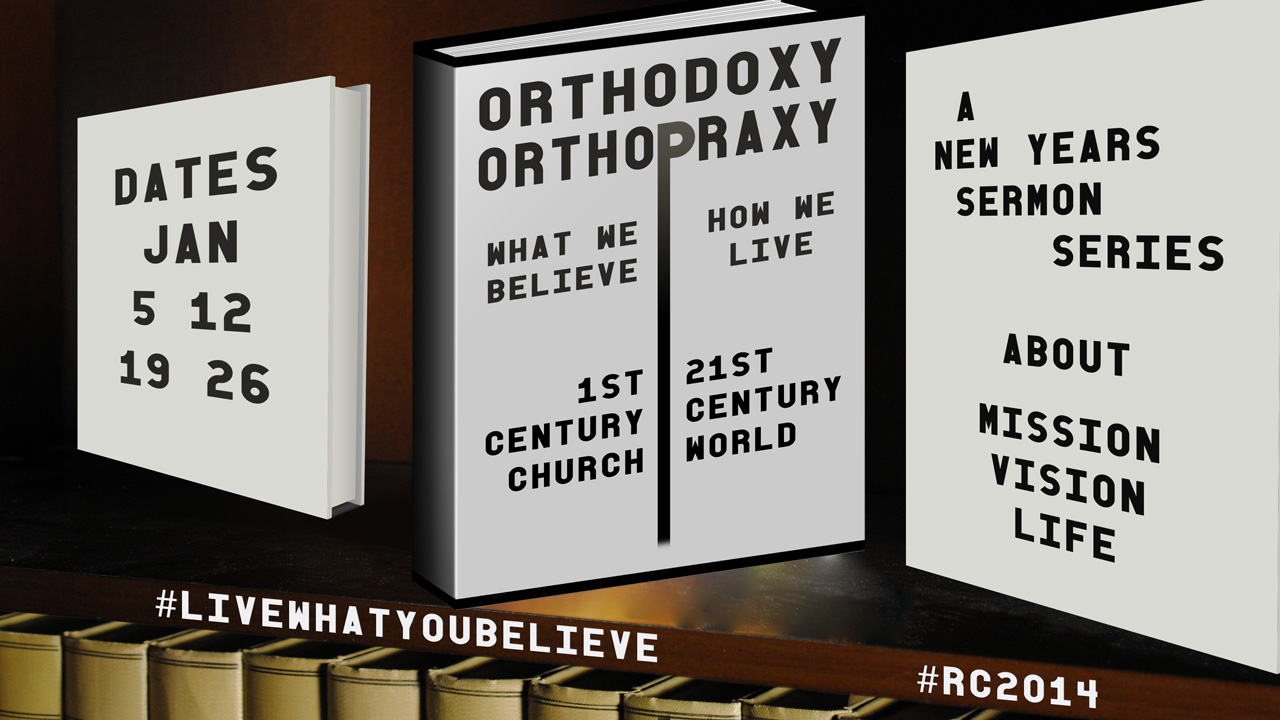 DATES
JAN
5 12
19 26
ORTHODOXY
ORTHOPRAXY
WHAT WE
BELIEVE
HOW WE
LIVE
1ST
CENTURY
CHURCH
21ST
CENTURY
WORLD
A
NEW YEARS
SERMON
SERIES
ABOUT
MISSION
VISION
LIFE
#LIVEWHATYOUBELIEVE
#RC2014